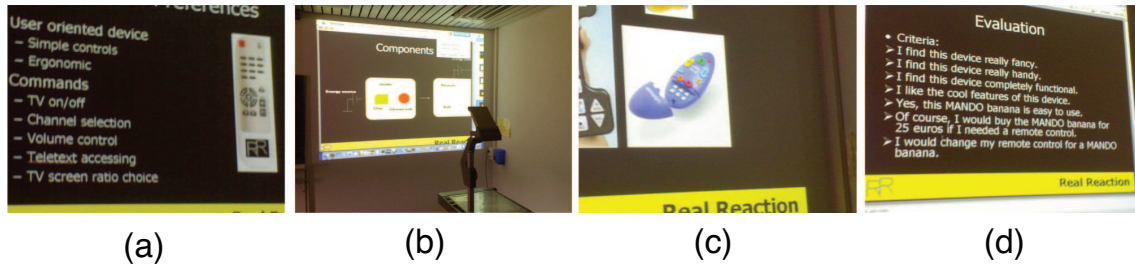 Preferences
User oriented device
– Simple controls
– Ergonomic
Commands
– TV on/off
– Channel selection
– Volume control
– Teletext accessing
– TV screen ratio choice
Components
Energy source
Real Reaction
Evaluation
• Criteria:
➢ I find this device really fancy.
➢ I find this device really handy.
➢ I find this device completely functional.
➢ I like the cool features of this device.
➢ Yes, this MANDO banana is easy to use.
➢ Of course, I would buy the MANDO banana for
25 euros if I needed a remote control.
➢ I would change my remote control for a MANDO
banana.
Real Reaction
(a)
(b)
(c)
(d)